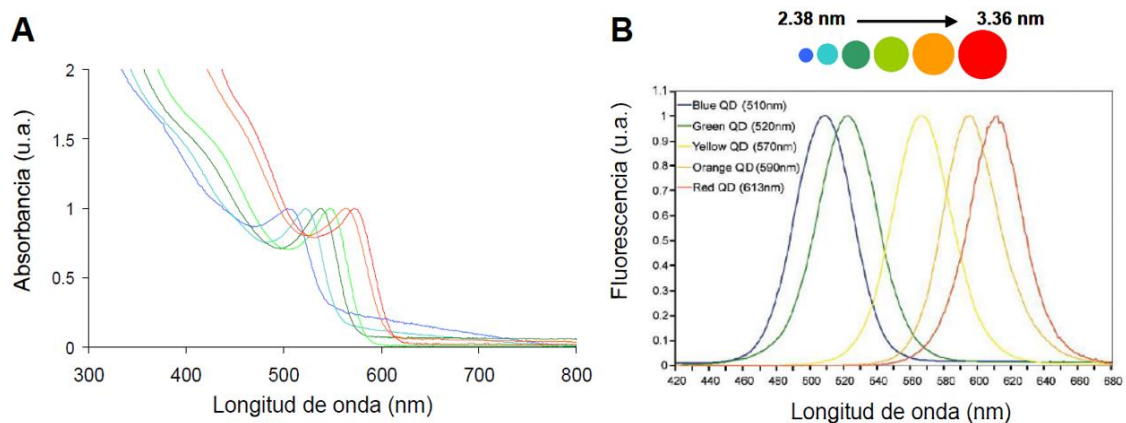 A
2
1.5
1
0.5
0
300 400 500 600 700 800
Absorbancia (u.a.)
Longitud de onda (nm)
B
2.38 nm 3.36 nm
1.1
1
0.9
0.8
0.7
0.6
0.5
0.4
0.3
0.2
0.1
0
Blue QD (510nm)
Green QD (520nm)
Yellow QD (570nm)
Orange QD (590nm)
Red QD (613nm)
420 440 460 480 500 520 540 560 580 600 620 640 660 680
Fluorescencia (u.a.)
Longitud de onda (nm)